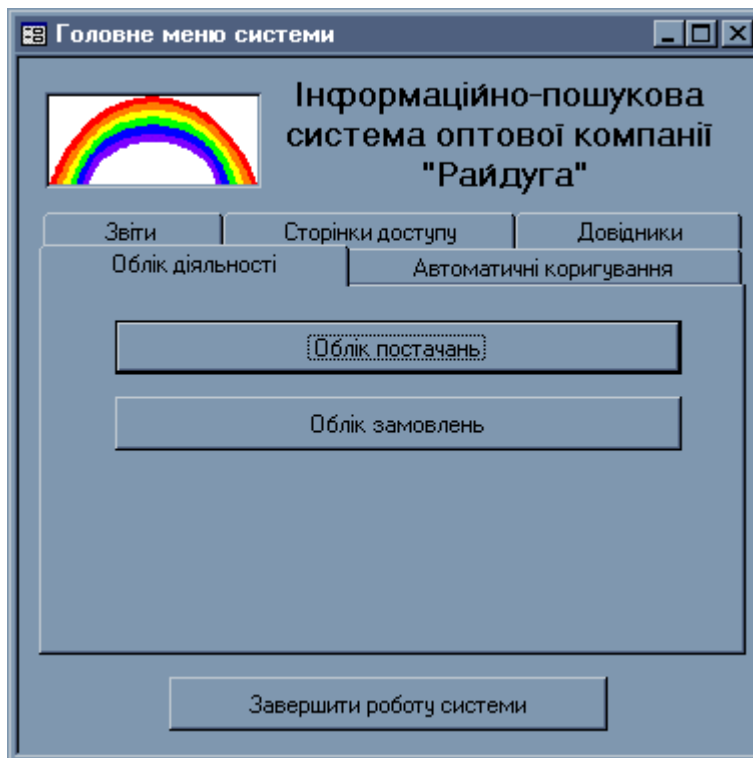 Головне меню системи
Інформаційно-пошукова
система оптової компанії
"Райдуга"
Звіти
Сторінки доступу
Довідники
Облік діяльності
Автоматичні коригування
Облік постачань
Облік замовлень
Завершити роботу системи